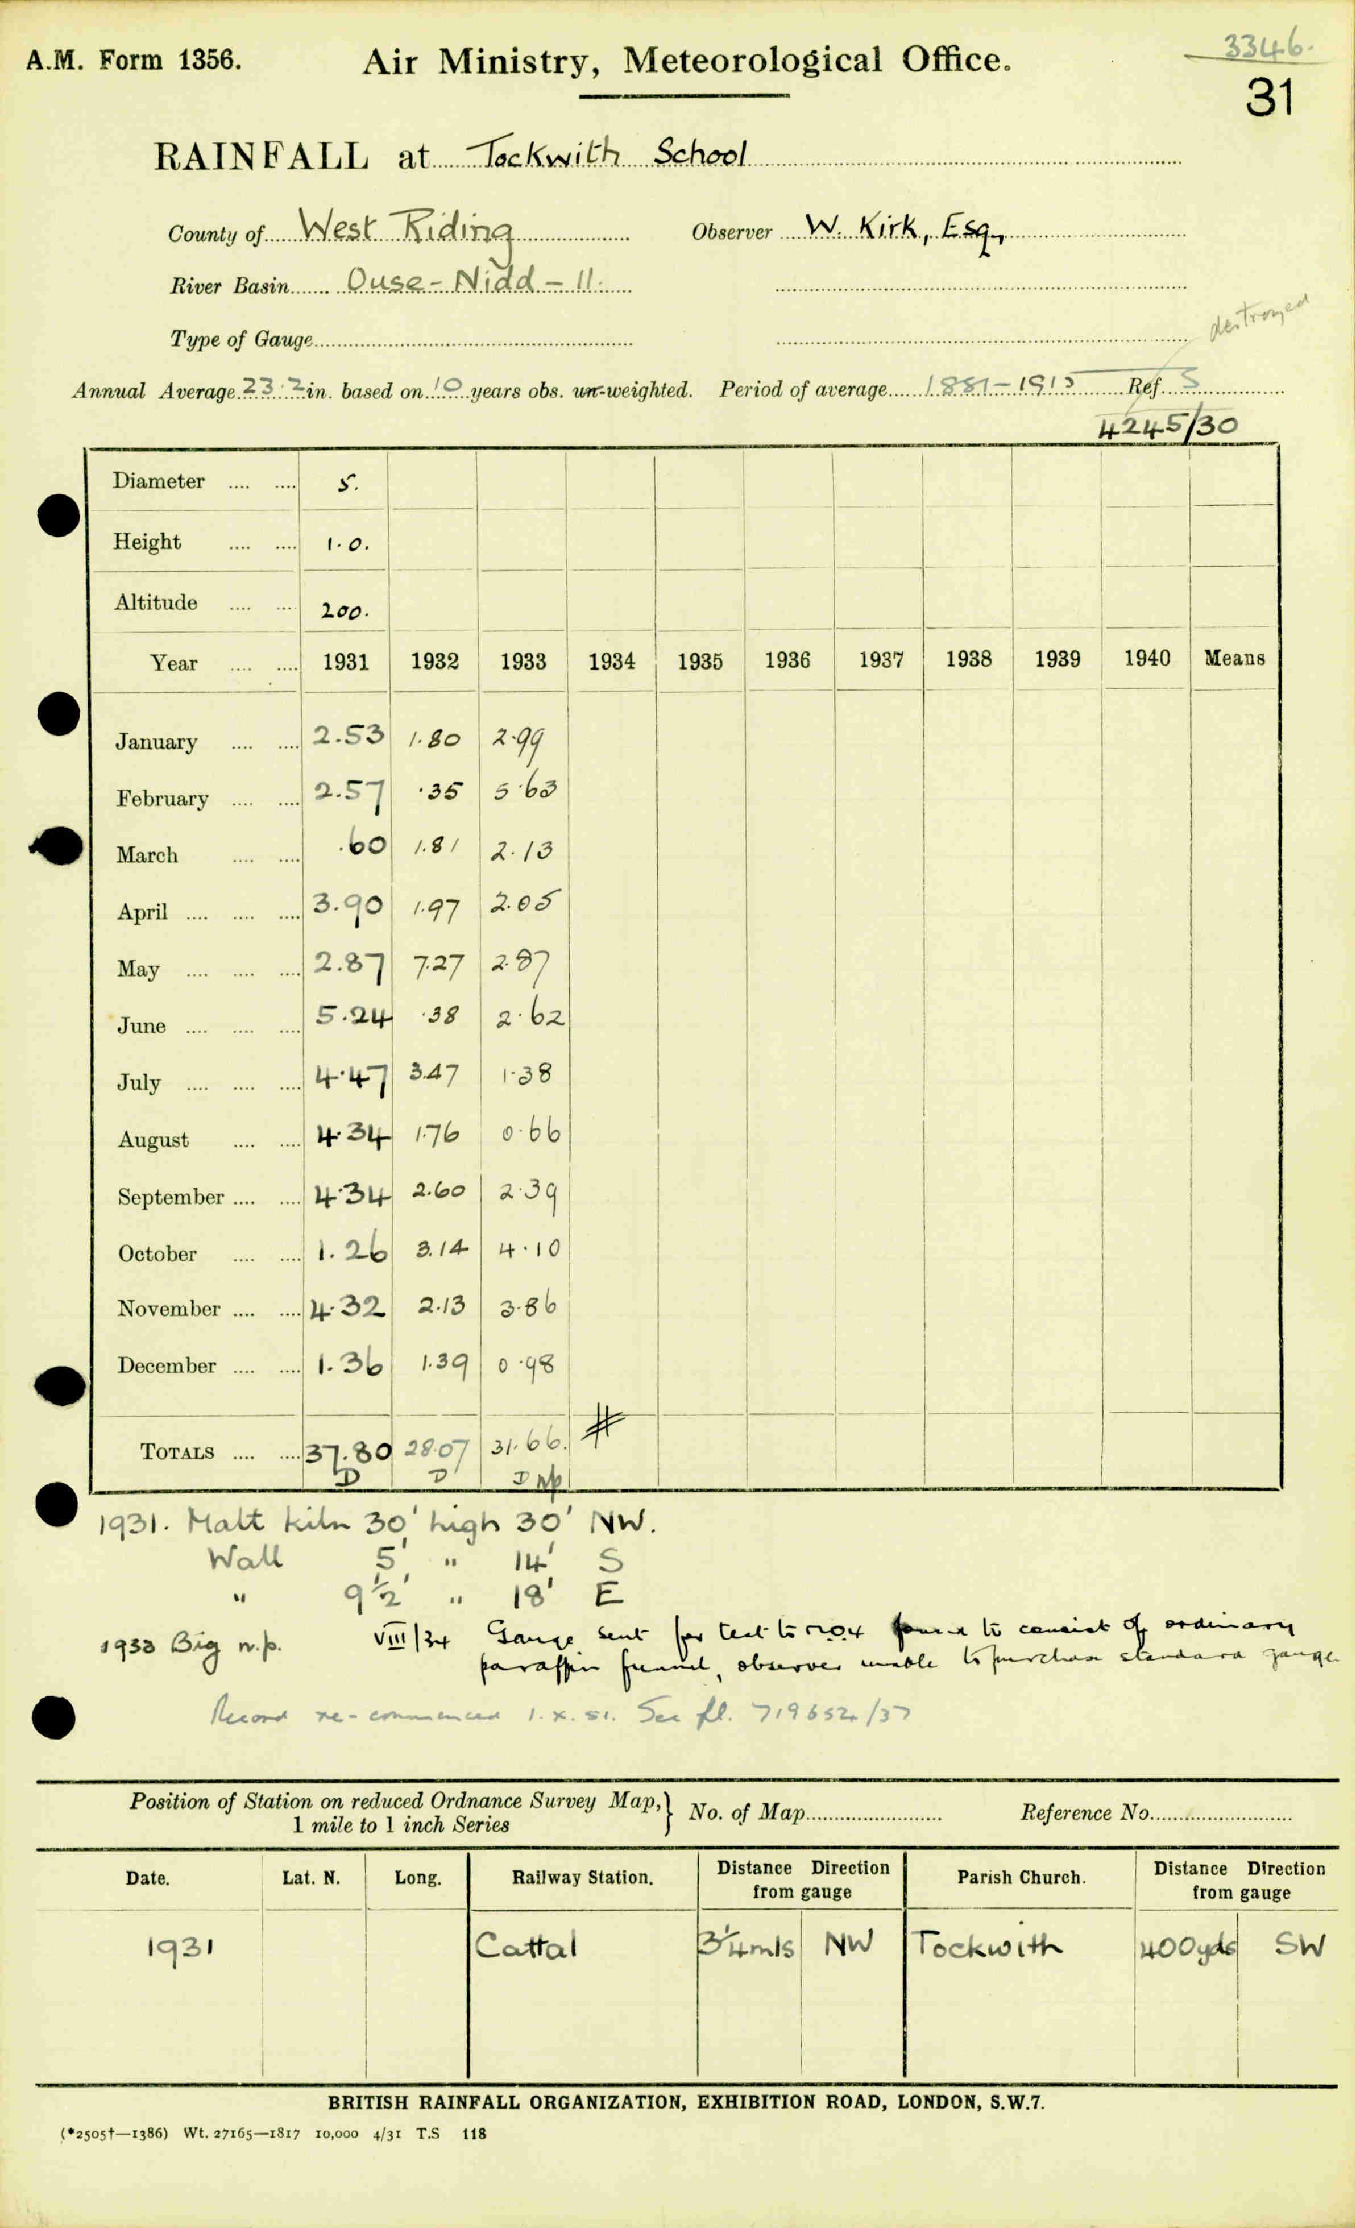 3346.
A.M. Form 1356. Air Ministry, Meteorological Office.
31
RAINFALL at Tockwith School
County of West Riding Observer W. Kirk, Esq,
River Basin Ouse - Nidd - 11.
destroyed
Type of Gauge
Annual Average 23.2 in. based on 10 years obs. un-weighted. Period of average 1881-1915 Ref. S
4245/30
Diameter 5.
Height 1.0.
Altitude 200.
Year 1931 1932 1933 1934 1935 1936 1937 1938 1939 1940 Means
January 2.53 1.80 2.99
February 2.57 .35 5.63
March .60 1.81 2.13
April 3.90 1.97 2.05
May 2.87 7.27 2.87
June 5.24 .38 2.62
July 4.47 3.47 1.38
August 4.34 1.76 0.66
September 4.34 2.60 2.39
October 1.26 3.14 4.10
November 4.32 2.13 3.86
December 1.36 1.39 0.98
TOTALS 37.80 28.07 31.66. #
D D D n/p
1931. Malt kiln 30' high 30' NW.
Wall 5' " 14' S
" 9½' " 18' E
1933 Big n.p. VIII/34 Gauge sent for test to found to consist of ordinary
paraffin funnel, observer unable to purchase standard gauge
Record re-commenced 1.x.51. See fl. 719652/37
Position of Station on reduced Ordnance Survey Map, } No. of Map Reference No.
1 mile to 1 inch Series
Date. Lat. N. Long. Railway Station. Distance Direction from gauge Parish Church. Distance Direction from gauge
1931 Cattal 3¼ mls NW Tockwith 400yds SW
BRITISH RAINFALL ORGANIZATION, EXHIBITION ROAD, LONDON, S.W.7.
(*2505†—1386) Wt. 27165—1817 10,000 4/31 T.S 118